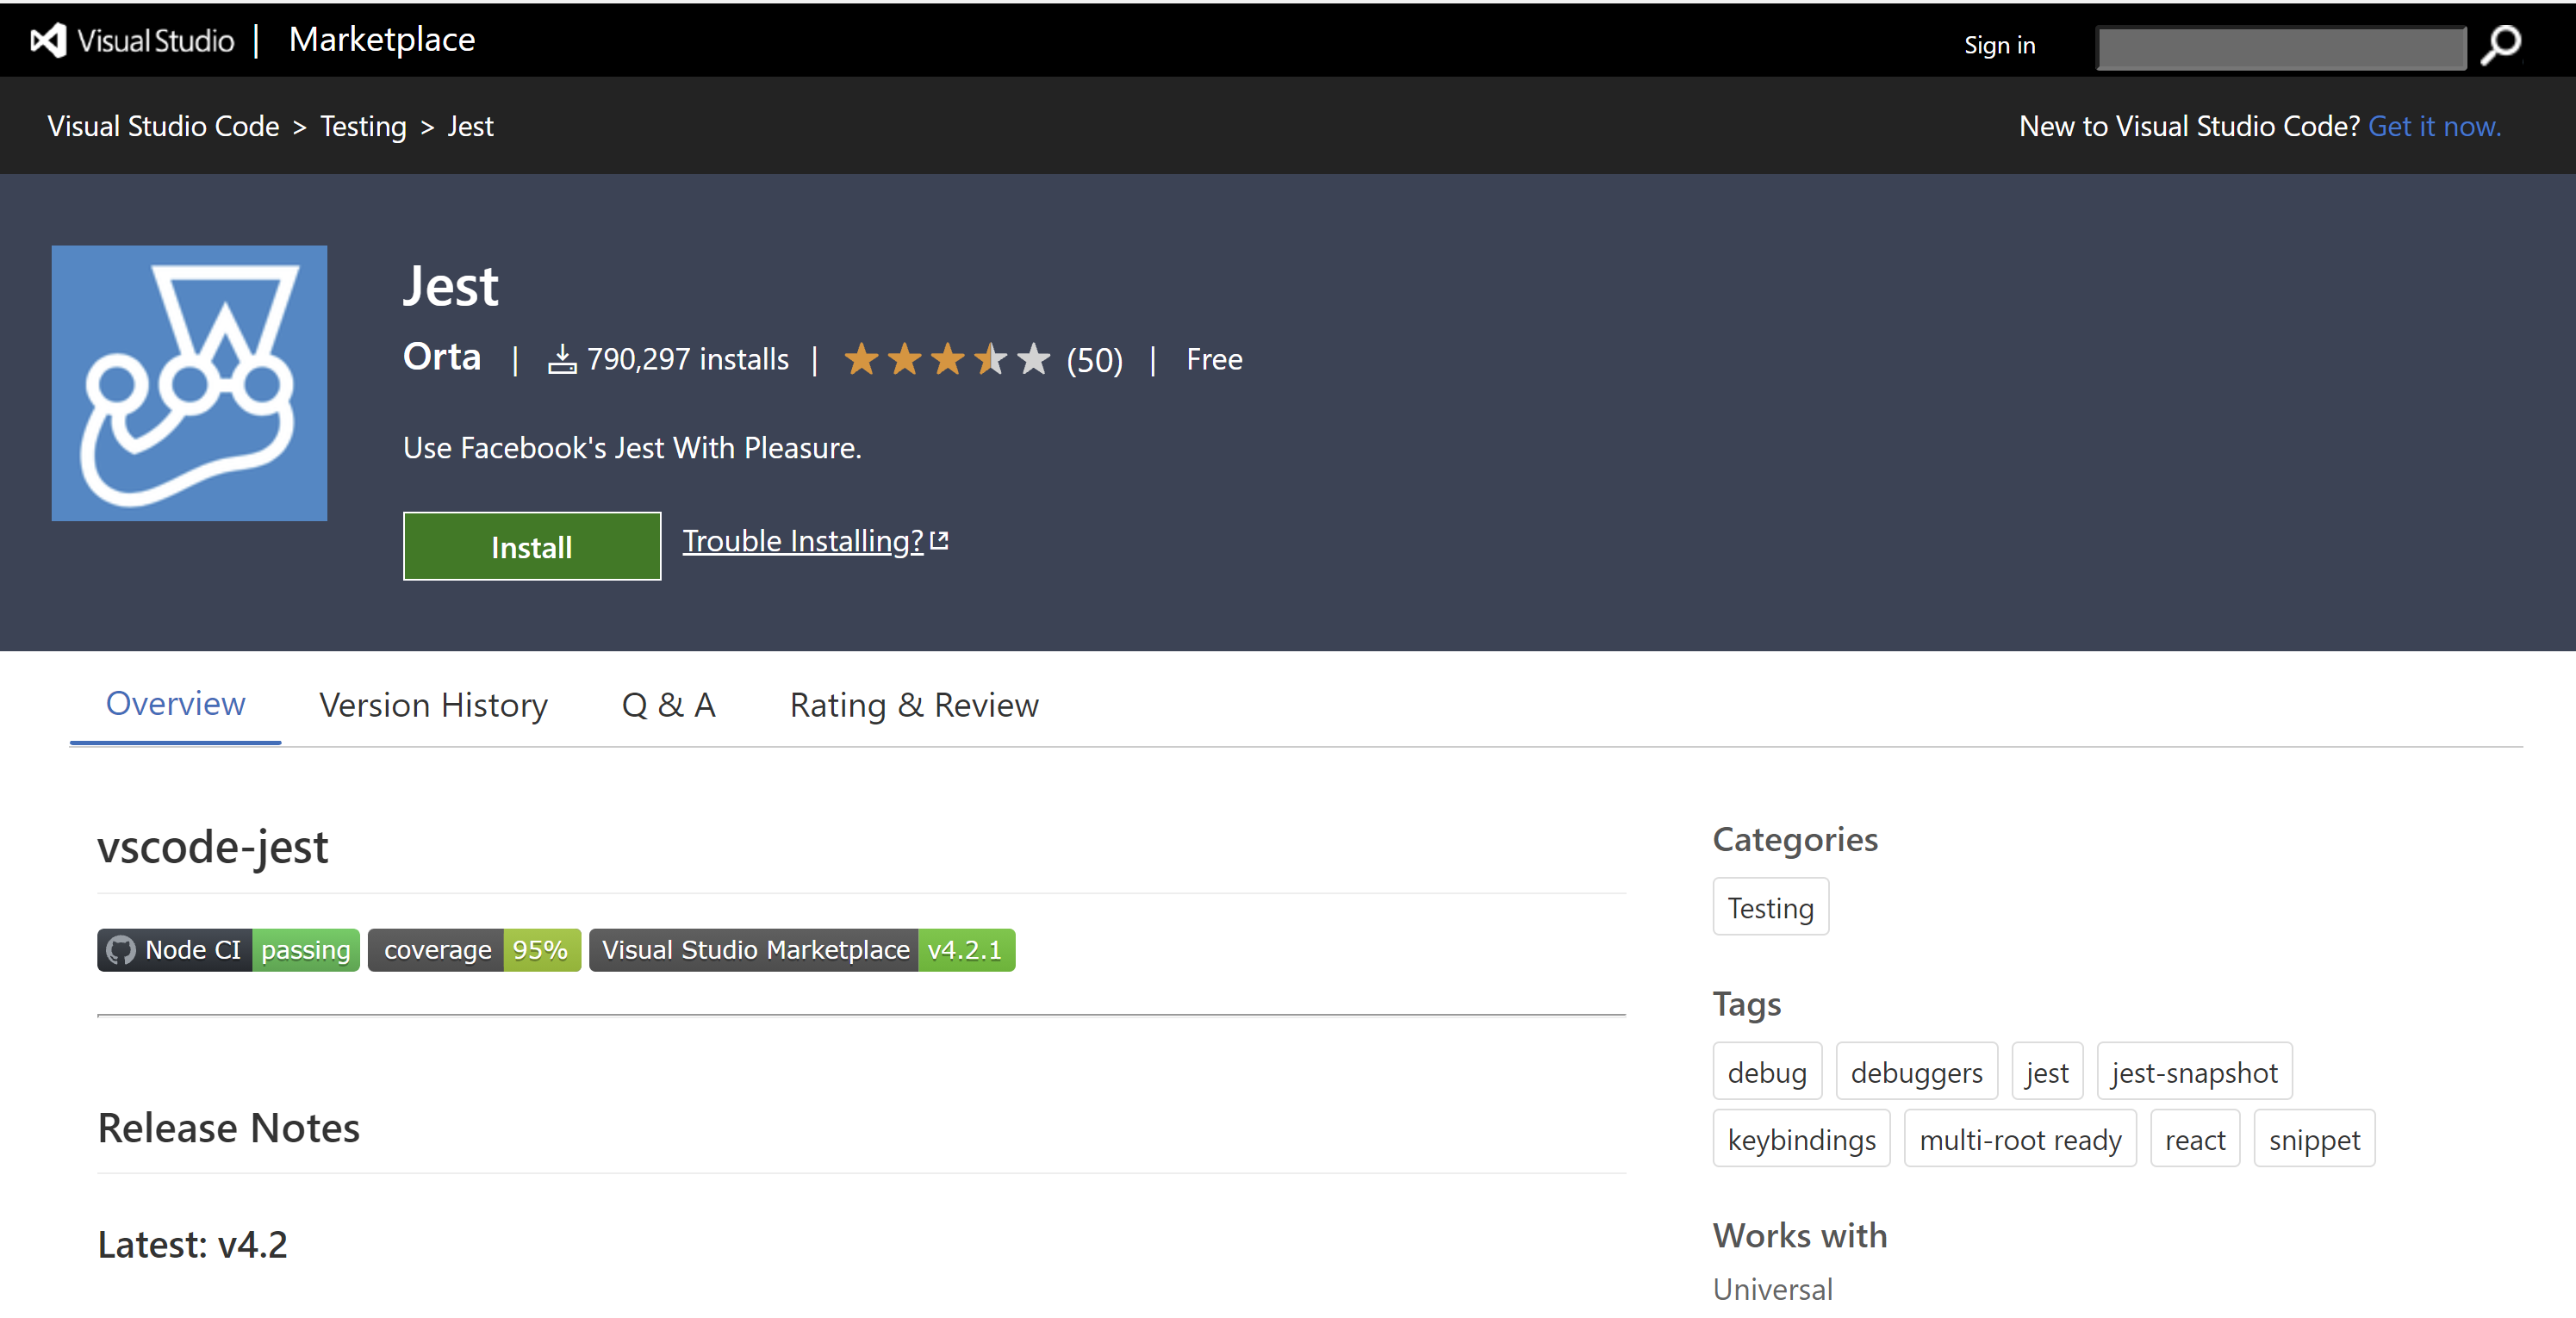 Visual Studio | Marketplace
Sign in
Visual Studio Code > Testing > Jest
New to Visual Studio Code? Get it now.
Jest
Orta | 790,297 installs | (50) | Free
Use Facebook's Jest With Pleasure.
Install Trouble Installing?
Overview Version History Q & A Rating & Review
vscode-jest
Node CI passing coverage 95% Visual Studio Marketplace v4.2.1
Release Notes
Latest: v4.2
Categories
Testing
Tags
debug debuggers jest jest-snapshot
keybindings multi-root ready react snippet
Works with
Universal